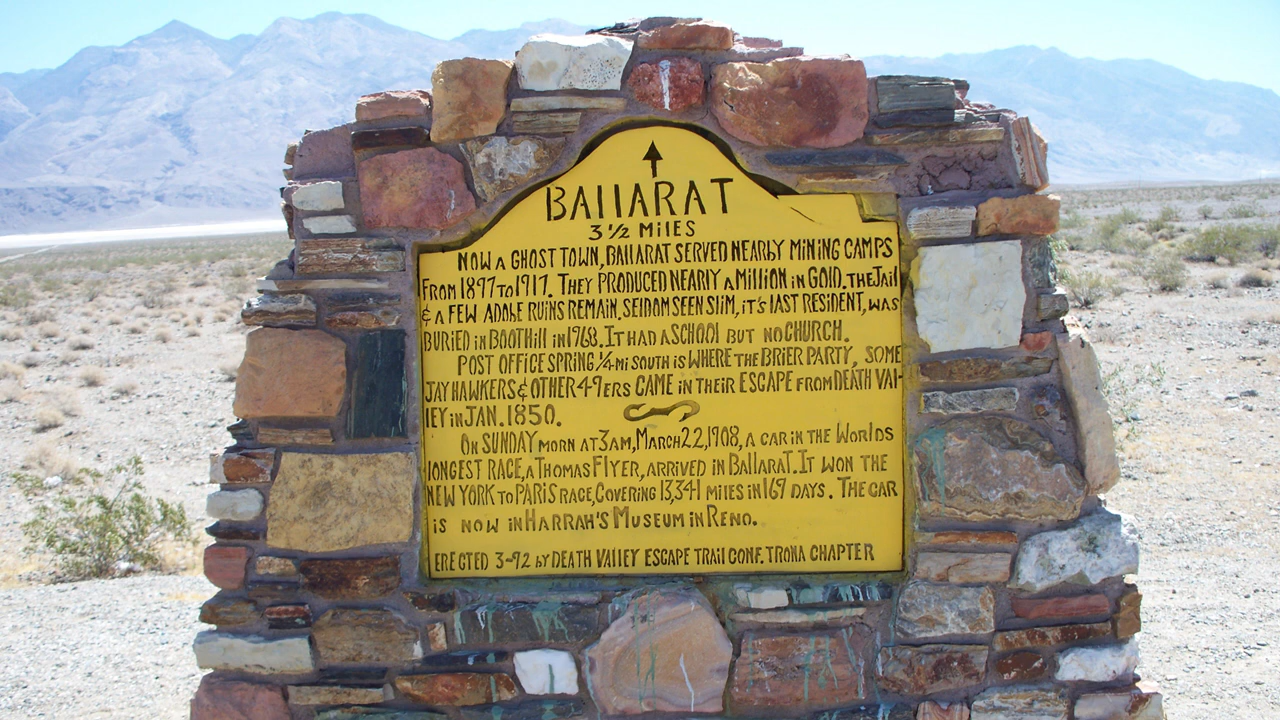 BALLARAT
3 1/2 MILES
NOW A GHOST TOWN, BALLARAT SERVED NEARBY MINING CAMPS
FROM 1897 TO 1917. THEY PRODUCED NEARLY A MILLION IN GOLD. THE JAIL
& A FEW ADOBE RUINS REMAIN, SELDOM SEEN SLIM, IT'S LAST RESIDENT, WAS
BURIED IN BOOTHILL IN 1968. IT HAD A SCHOOL BUT NO CHURCH.
POST OFFICE SPRING 1/4 MI SOUTH IS WHERE THE BRIER PARTY, SOME
JAYHAWKERS & OTHER 49ERS CAME IN THEIR ESCAPE FROM DEATH VAL-
LEY IN JAN. 1850.
ON SUNDAY MORN AT 3AM, MARCH 22, 1908, A CAR IN THE WORLDS
LONGEST RACE, A THOMAS FLYER, ARRIVED IN BALLARAT. IT WON THE
NEW YORK TO PARIS RACE, COVERING 13,341 MILES IN 169 DAYS. THE CAR
IS NOW IN HARRAH'S MUSEUM IN RENO.
ERECTED 3-92 BY DEATH VALLEY ESCAPE TRAIL CONF. TRONA CHAPTER